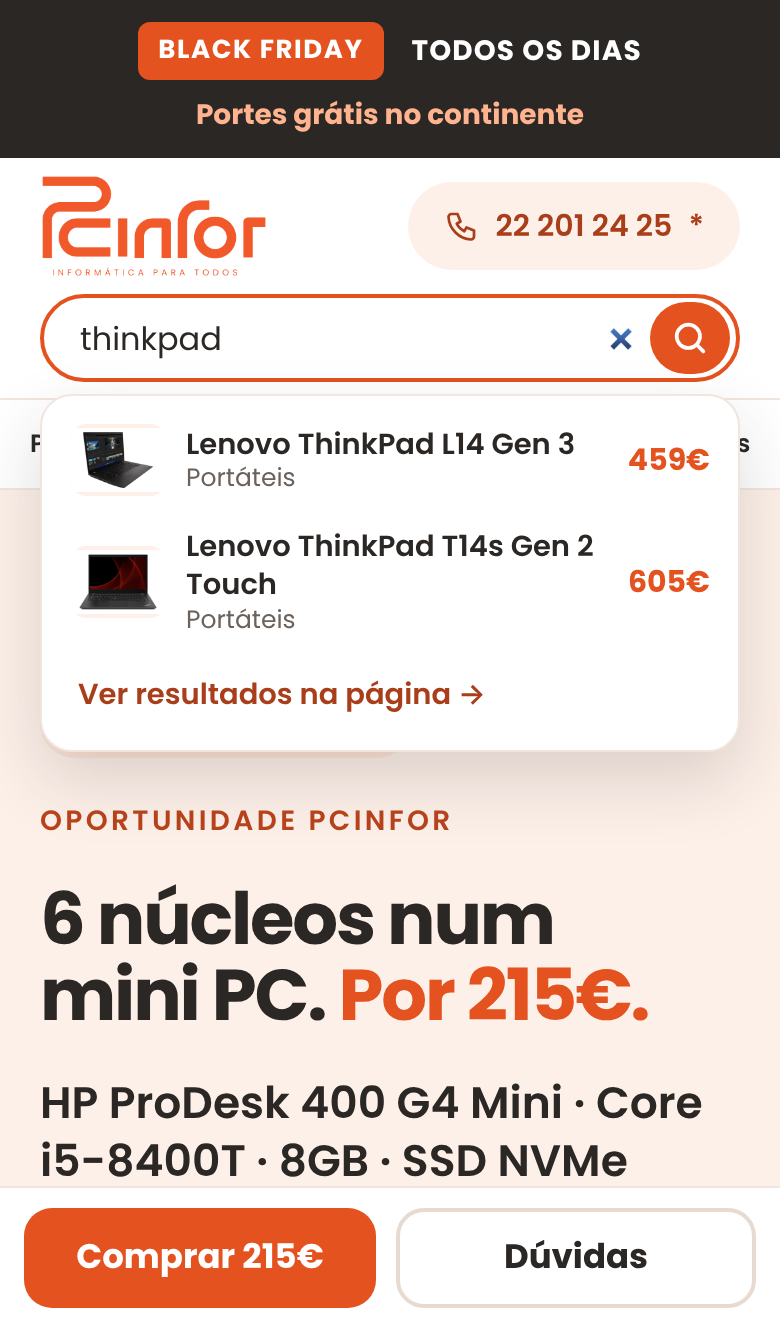 BLACK FRIDAY TODOS OS DIAS
Portes grátis no continente
Pcinfor
INFORMÁTICA PARA TODOS
22 201 24 25 *
thinkpad
Lenovo ThinkPad L14 Gen 3
Portáteis
459€
Lenovo ThinkPad T14s Gen 2
Touch
Portáteis
605€
Ver resultados na página →
OPORTUNIDADE PCINFOR
6 núcleos num
mini PC. Por 215€.
HP ProDesk 400 G4 Mini · Core
i5-8400T · 8GB · SSD NVMe
Comprar 215€
Dúvidas